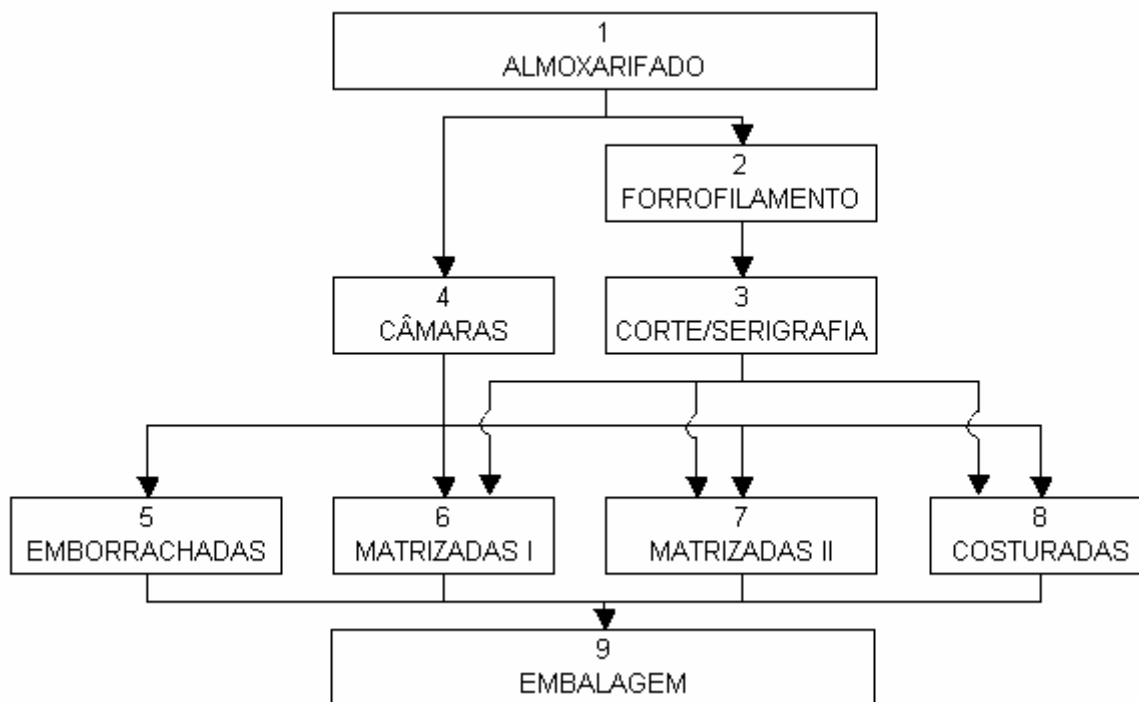 1
ALMOXARIFADO
2
FORROFILAMENTO
4
CÂMARAS
3
CORTE/SERIGRAFIA
5
EMBORRACHADAS
6
MATRIZADAS I
7
MATRIZADAS II
8
COSTURADAS
9
EMBALAGEM